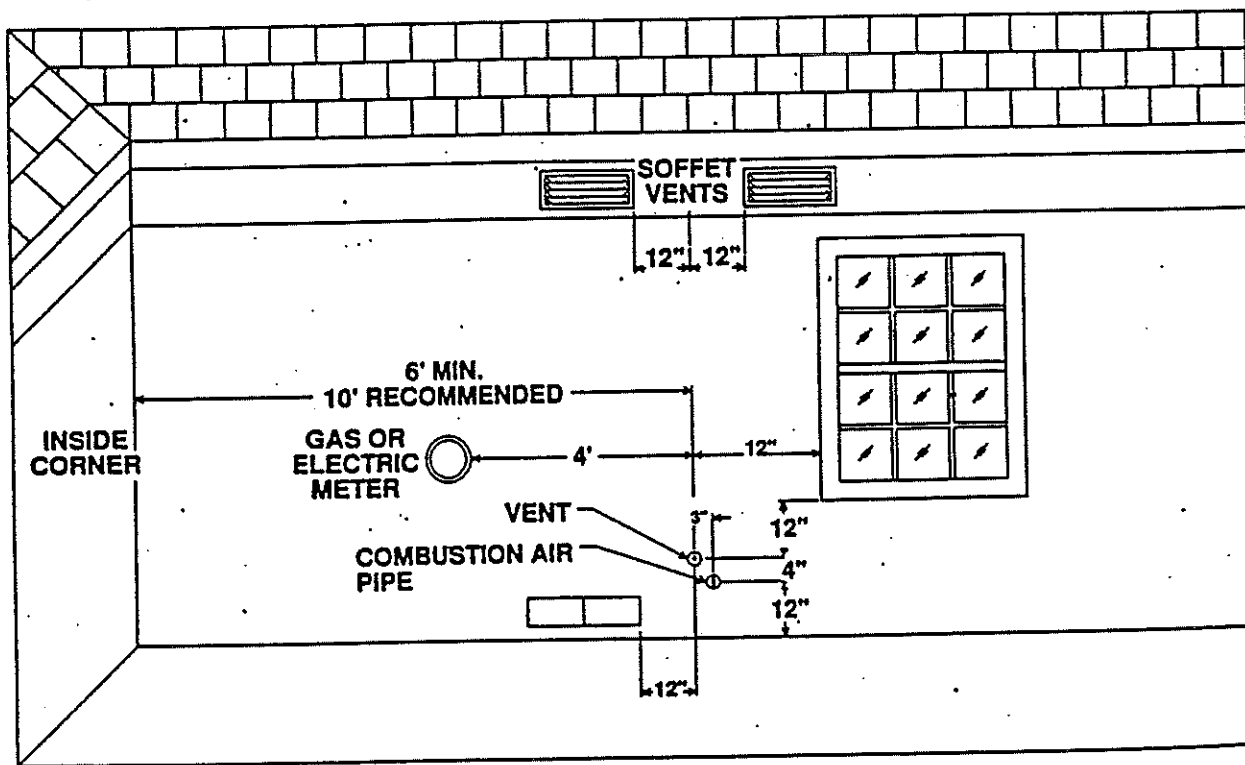 SOFFET
VENTS
12" 12"
6' MIN.
10' RECOMMENDED
INSIDE
CORNER
GAS OR
ELECTRIC
METER
4'
12"
VENT
3"
12"
COMBUSTION AIR
PIPE
4"
12"
12"